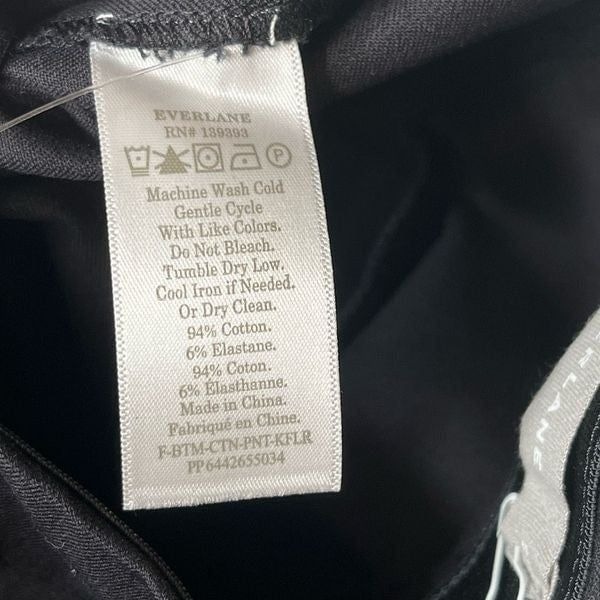 EVERLANE
RN# 139393
Machine Wash Cold
Gentle Cycle
With Like Colors.
Do Not Bleach.
Tumble Dry Low.
Cool Iron if Needed.
Or Dry Clean.
94% Cotton.
6% Elastane.
94% Coton.
6% Elasthanne.
Made in China.
Fabriqué en China.
F-BTM-CTN-PNT-KFLR
PP6442655034
ERLANE